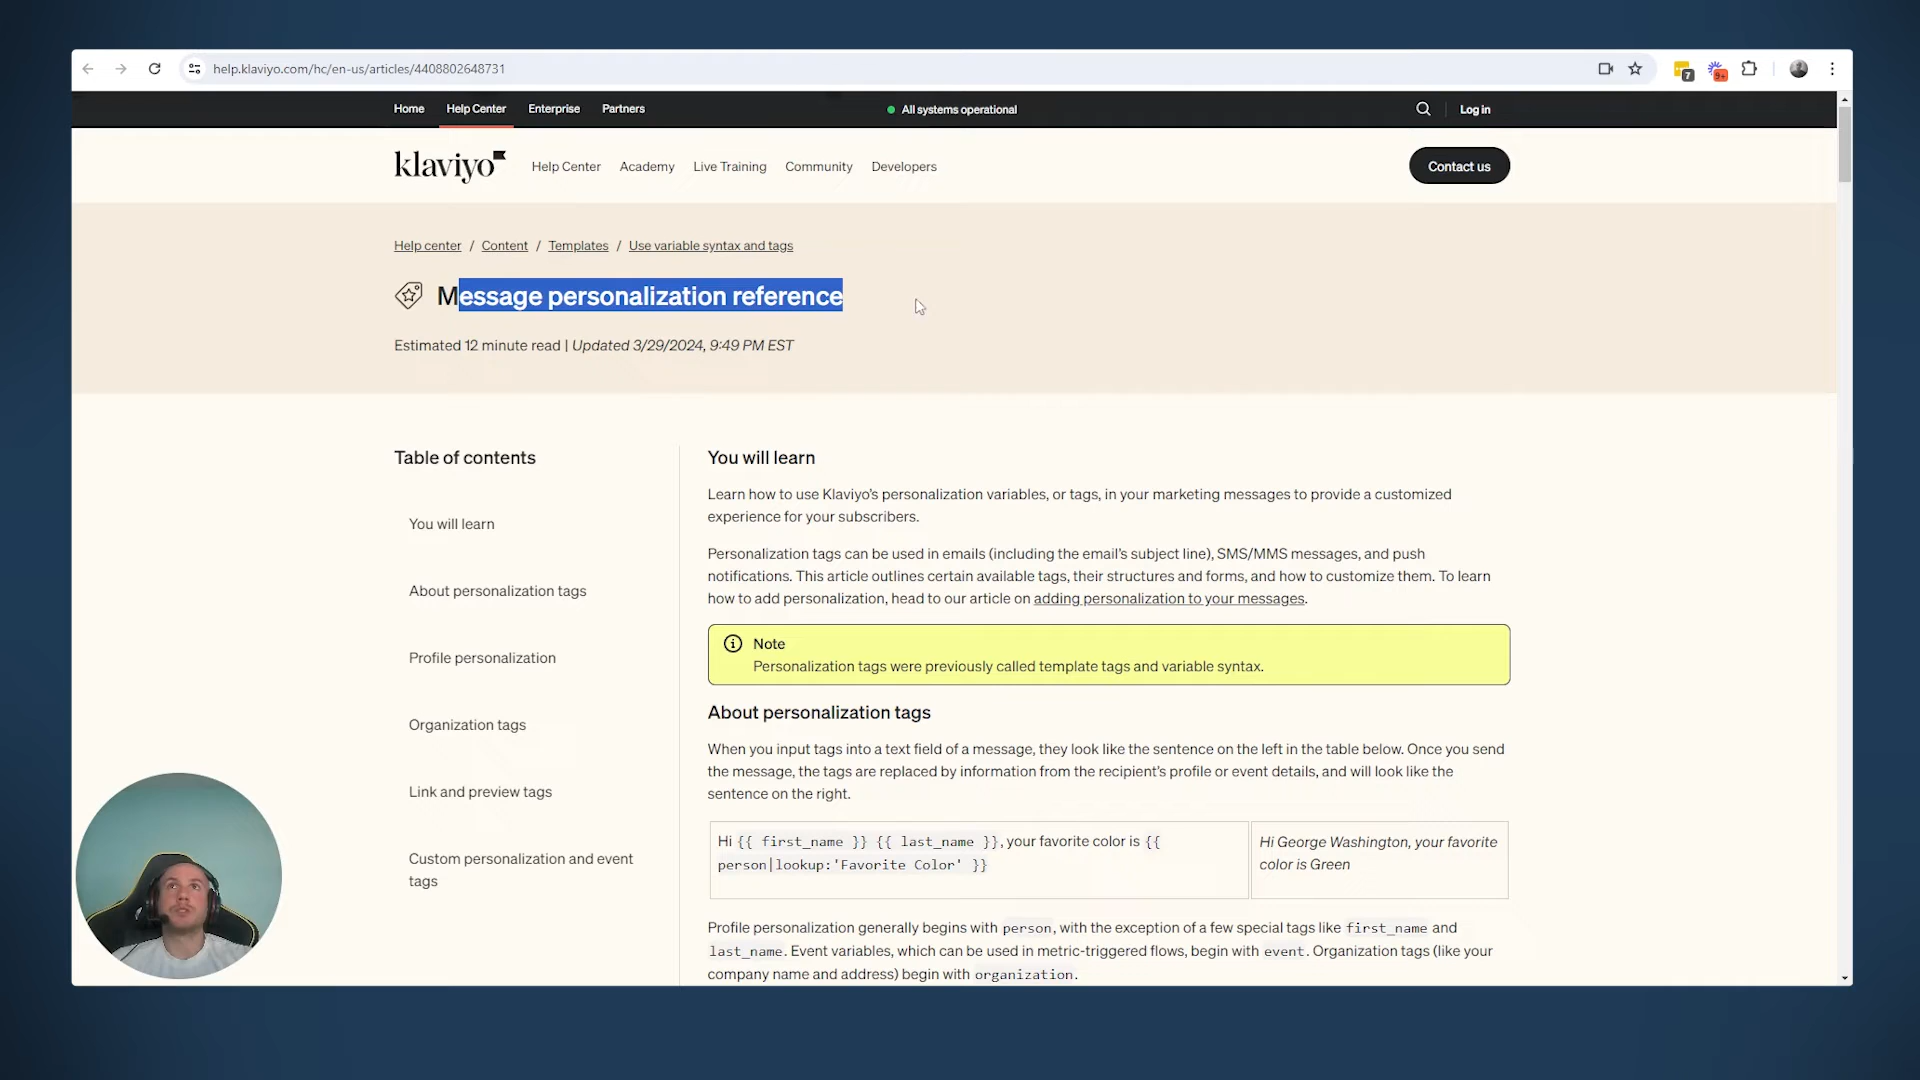 help.klaviyo.com/hc/en-us/articles/4408802648731
7
9+
Home Help Center Enterprise Partners
All systems operational
Log in
klaviyo
Help Center Academy Live Training Community Developers
Contact us
Help center / Content / Templates / Use variable syntax and tags
Message personalization reference
Estimated 12 minute read | Updated 3/29/2024, 9:49 PM EST
Table of contents
You will learn
About personalization tags
Profile personalization
Organization tags
Link and preview tags
Custom personalization and event
tags
You will learn
Learn how to use Klaviyo’s personalization variables, or tags, in your marketing messages to provide a customized
experience for your subscribers.
Personalization tags can be used in emails (including the email’s subject line), SMS/MMS messages, and push
notifications. This article outlines certain available tags, their structures and forms, and how to customize them. To learn
how to add personalization, head to our article on adding personalization to your messages.
Note
Personalization tags were previously called template tags and variable syntax.
About personalization tags
When you input tags into a text field of a message, they look like the sentence on the left in the table below. Once you send
the message, the tags are replaced by information from the recipient’s profile or event details, and will look like the
sentence on the right.
Hi {{ first_name }} {{ last_name }}, your favorite color is {{
person|lookup:'Favorite Color' }}
Hi George Washington, your favorite
color is Green
Profile personalization generally begins with person, with the exception of a few special tags like first_name and
last_name. Event variables, which can be used in metric-triggered flows, begin with event. Organization tags (like your
company name and address) begin with organization.